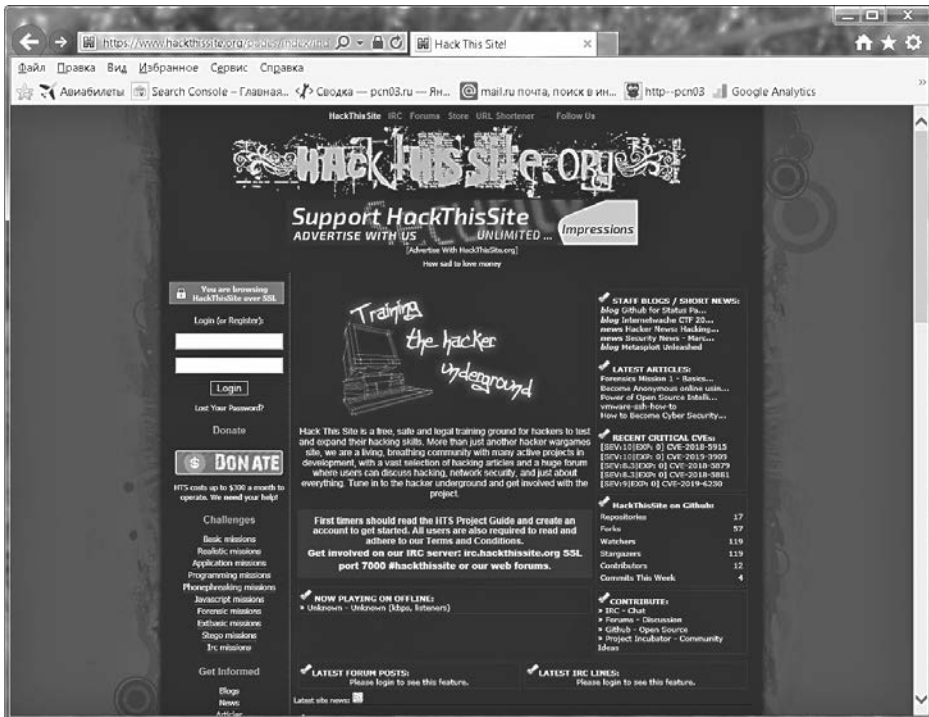 https://www.hackthissite.org/pages/index/ind
Hack This Site!
Файл Правка Вид Избранное Сервис Справка
Авиабилеты Search Console – Главная... Сводка — pcn03.ru — Ян... mail.ru почта, поиск в ин... http--pcn03 Google Analytics
HackThisSite IRC Forums Store URL Shortener Follow Us
HACK THIS SITE.ORG
SECURITY
Support HackThisSite
ADVERTISE WITH US UNLIMITED ...
Impressions
[Advertise With HackThisSite.org]
How sad to love money
You are browsing
HackThisSite over SSL
Login (or Register):
Login
Lost Your Password?
Donate
$ DONATE
HTS costs up to $300 a month to
operate. We need your help!
Challenges
Basic missions
Realistic missions
Application missions
Programming missions
Phonephreaking missions
Javascript missions
Forensic missions
Extbasic missions
Stego missions
Irc missions
Get Informed
Blogs
News
Articles
Training
the hacker
underground
Hack This Site is a free, safe and legal training ground for hackers to test
and expand their hacking skills. More than just another hacker wargames
site, we are a living, breathing community with many active projects in
development, with a vast selection of hacking articles and a huge forum
where users can discuss hacking, network security, and just about
everything. Tune in to the hacker underground and get involved with the
project.
First timers should read the HTS Project Guide and create an
account to get started. All users are also required to read and
adhere to our Terms and Conditions.
Get involved on our IRC server: irc.hackthissite.org SSL
port 7000 #hackthissite or our web forums.
NOW PLAYING ON OFFLINE:
» Unknown - Unknown (kbps, listeners)
STAFF BLOGS / SHORT NEWS:
blog Github for Status Pa...
blog Internetwache CTF 20...
news Hacker News: Hacking...
news Security News - Marc...
blog Metasploit Unleashed
LATEST ARTICLES:
Forensics Mission 1 - Basics...
Become Anonymous online usin...
Power of Open Source Intelli...
vmware-ssh-how-to
How to Become Cyber Security...
RECENT CRITICAL CVEs:
[SEV:10|EXP: 0] CVE-2018-5915
[SEV:10|EXP: 0] CVE-2019-3909
[SEV:8.3|EXP: 0] CVE-2018-3879
[SEV:8.3|EXP: 0] CVE-2018-3881
[SEV:9|EXP: 0] CVE-2019-6250
HackThisSite on Github:
Repositories 17
Forks 57
Watchers 119
Stargazers 119
Contributors 12
Commits This Week 4
CONTRIBUTE:
» IRC - Chat
» Forums - Discussion
» Github - Open Source
» Project Incubator - Community
Ideas
LATEST FORUM POSTS:
Please login to see this feature.
LATEST IRC LINES:
Please login to see this feature.
Latest site news: